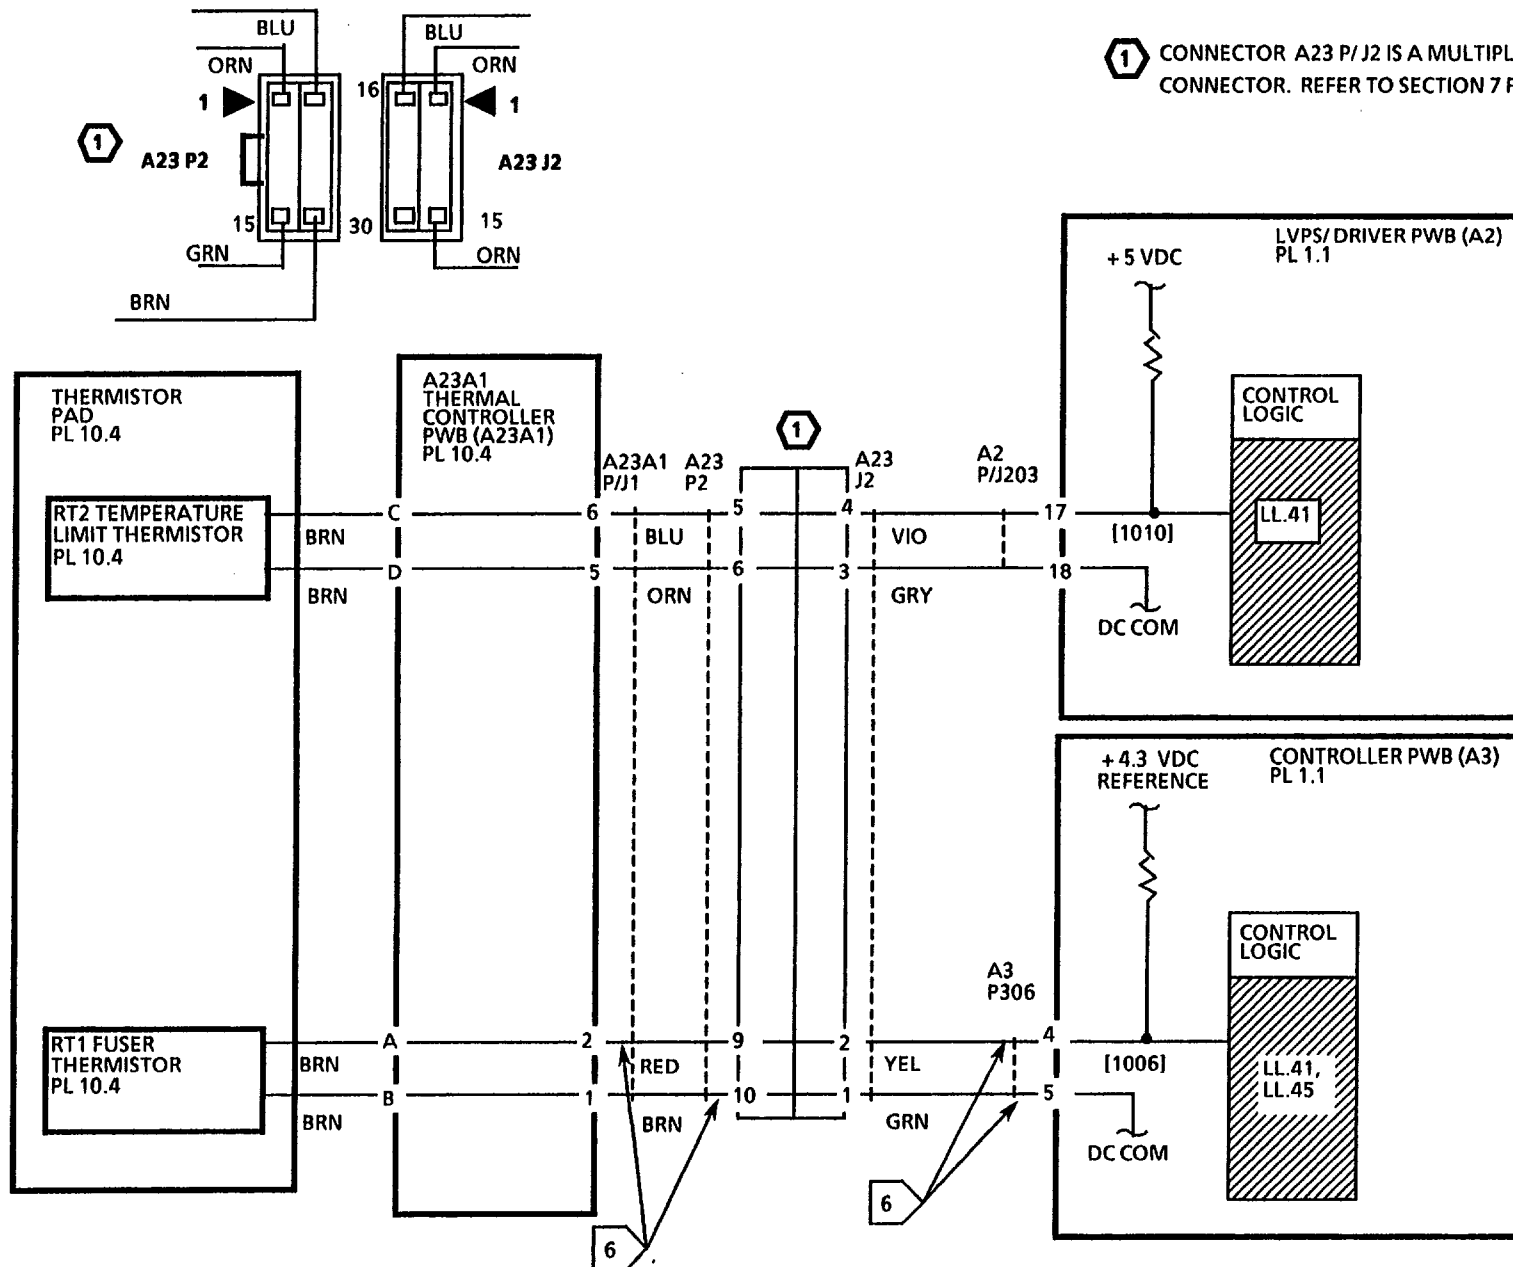 BLU
ORN
1
1
A23 P2
15
GRN
BRN
BLU
ORN
16
1
A23 J2
30
15
ORN
1 CONNECTOR A23 P/J2 IS A MULTIPL
CONNECTOR. REFER TO SECTION 7 F
LVPS/DRIVER PWB (A2)
PL 1.1
+ 5 VDC
CONTROL
LOGIC
LL.41
[1010]
DC COM
THERMISTOR
PAD
PL 10.4
A23A1
THERMAL
CONTROLLER
PWB (A23A1)
PL 10.4
1
A23A1
P/J1
A23
P2
A23
J2
A2
P/J203
RT2 TEMPERATURE
LIMIT THERMISTOR
PL 10.4
BRN
C
6
BLU
5
4
VIO
17
BRN
D
5
ORN
6
3
GRY
18
CONTROLLER PWB (A3)
PL 1.1
+ 4.3 VDC
REFERENCE
CONTROL
LOGIC
LL.41,
LL.45
[1006]
DC COM
A3
P306
RT1 FUSER
THERMISTOR
PL 10.4
BRN
A
2
RED
9
2
YEL
4
BRN
B
1
BRN
10
1
GRN
5
6
6